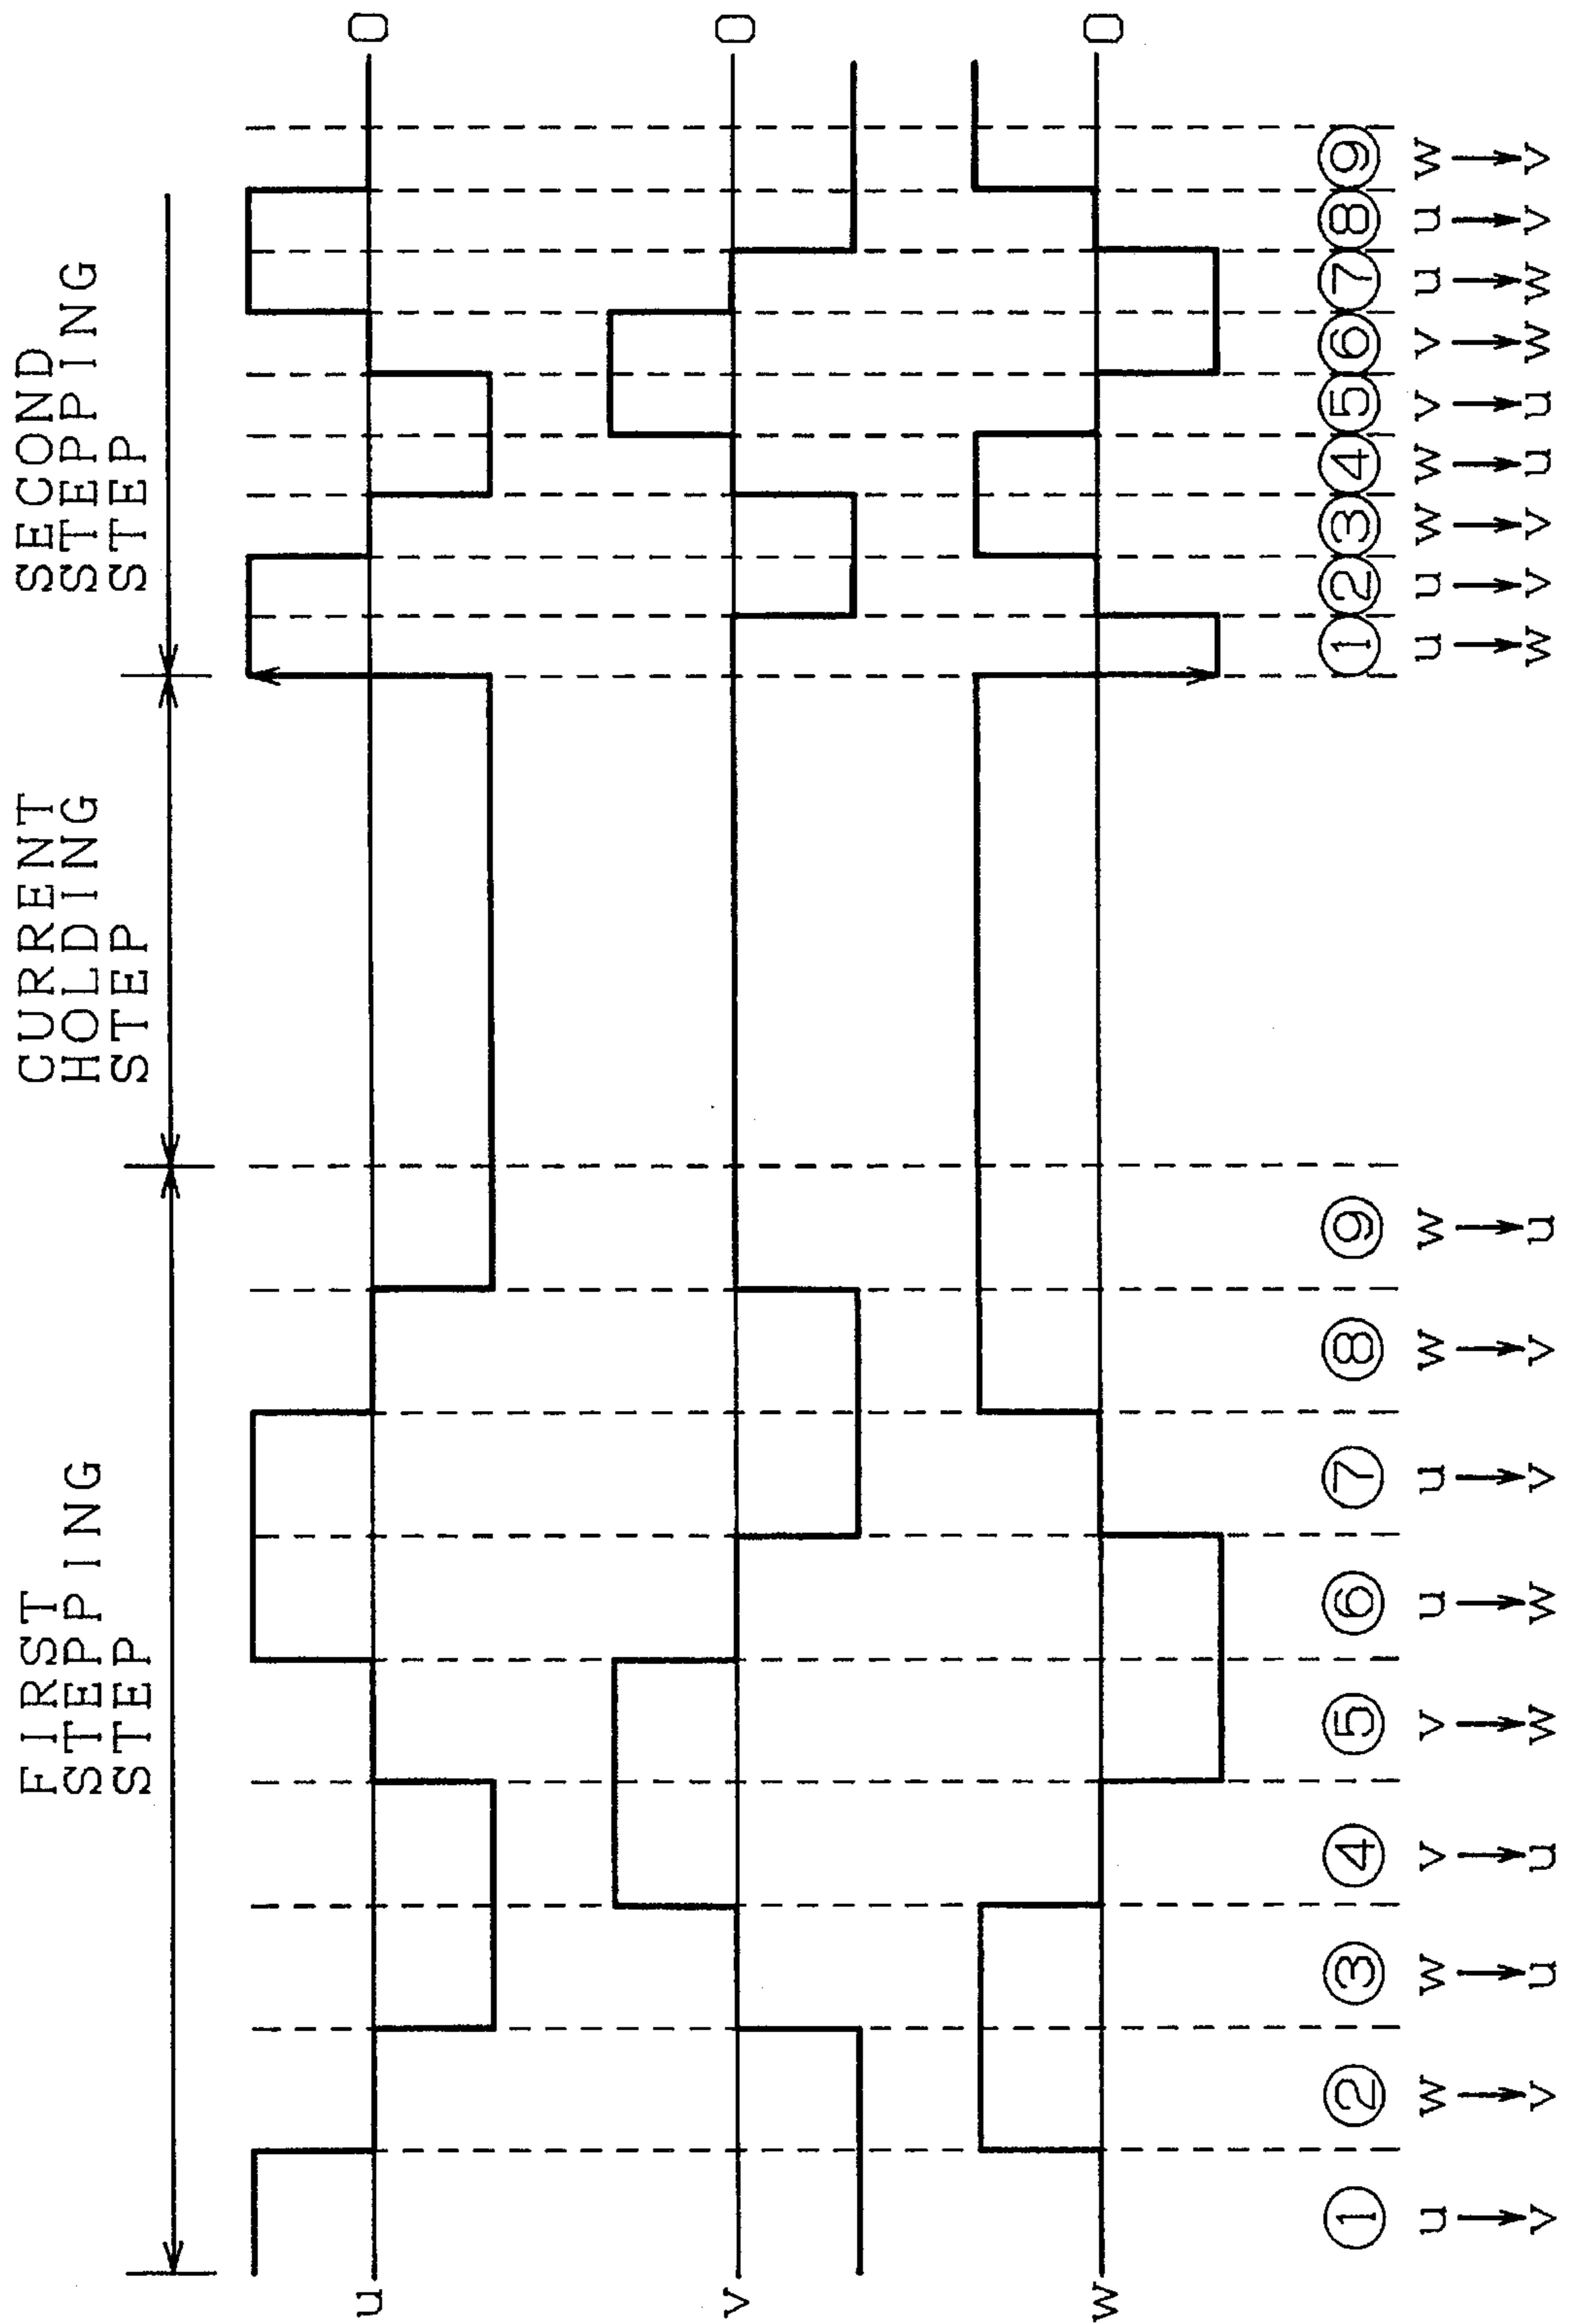 FIRST
STEPPING
STEP
CURRENT
HOLDING
STEP
SECOND
STEPPING
STEP
u 0
v 0
w 0
① ② ③ ④ ⑤ ⑥ ⑦ ⑧ ⑨ ① ② ③ ④ ⑤ ⑥ ⑦ ⑧ ⑨
u w w v v u u w w u u w w v v u u w
↓ ↓ ↓ ↓ ↓ ↓ ↓ ↓ ↓ ↓ ↓ ↓ ↓ ↓ ↓ ↓ ↓ ↓
v v u u w w v v u w v v u u w w v v